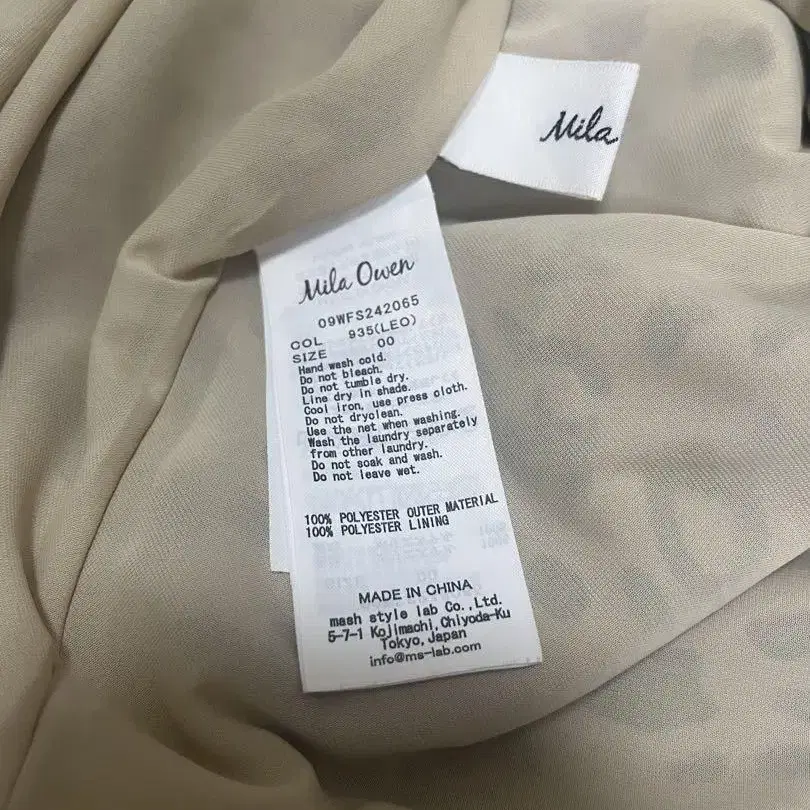 Mila
Mila Owen
09WFS242065
COL 935(LEO)
SIZE 00
Hand wash cold.
Do not bleach.
Do not tumble dry.
Line dry in shade.
Cool iron, use press cloth.
Do not dryclean.
Use the net when washing.
Wash the laundry separately
from other laundry.
Do not soak and wash.
Do not leave wet.
100% POLYESTER OUTER MATERIAL
100% POLYESTER LINING
MADE IN CHINA
mash style lab Co.,Ltd.
5-7-1 Kojimachi,Chiyoda-Ku
Tokyo,Japan
info@ms-lab.com